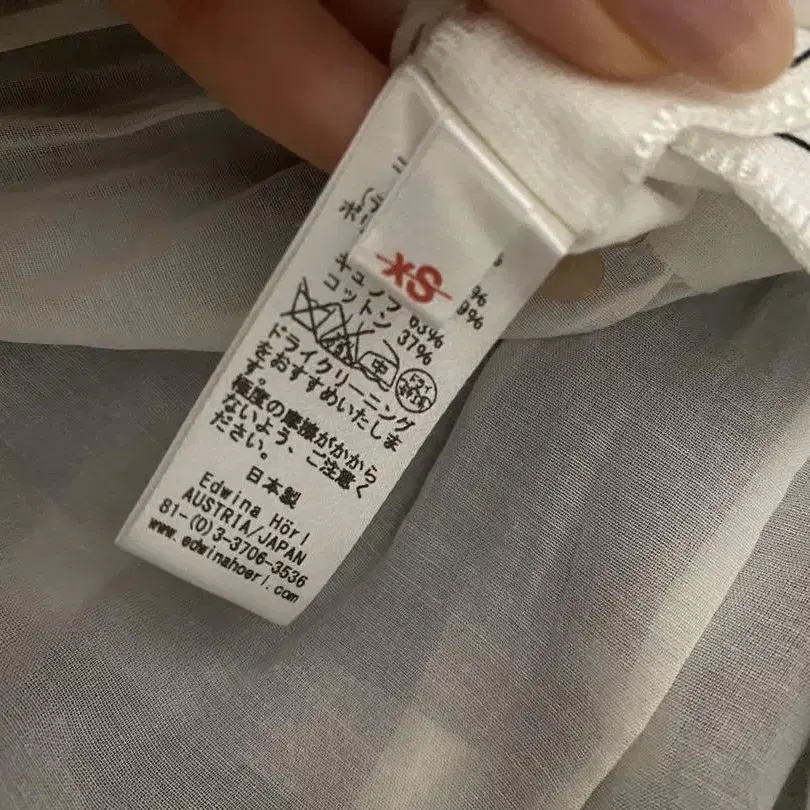 XS
キュプラ 63%
コットン 37%
中
ドライクリーニング
をおすすめいたしま
す。
極度の摩擦がかから
ないよう、ご注意く
ださい。
日本製
Edwina Hörl
AUSTRIA/JAPAN
81-(0)3-3706-3536
www.edwinahoerl.com